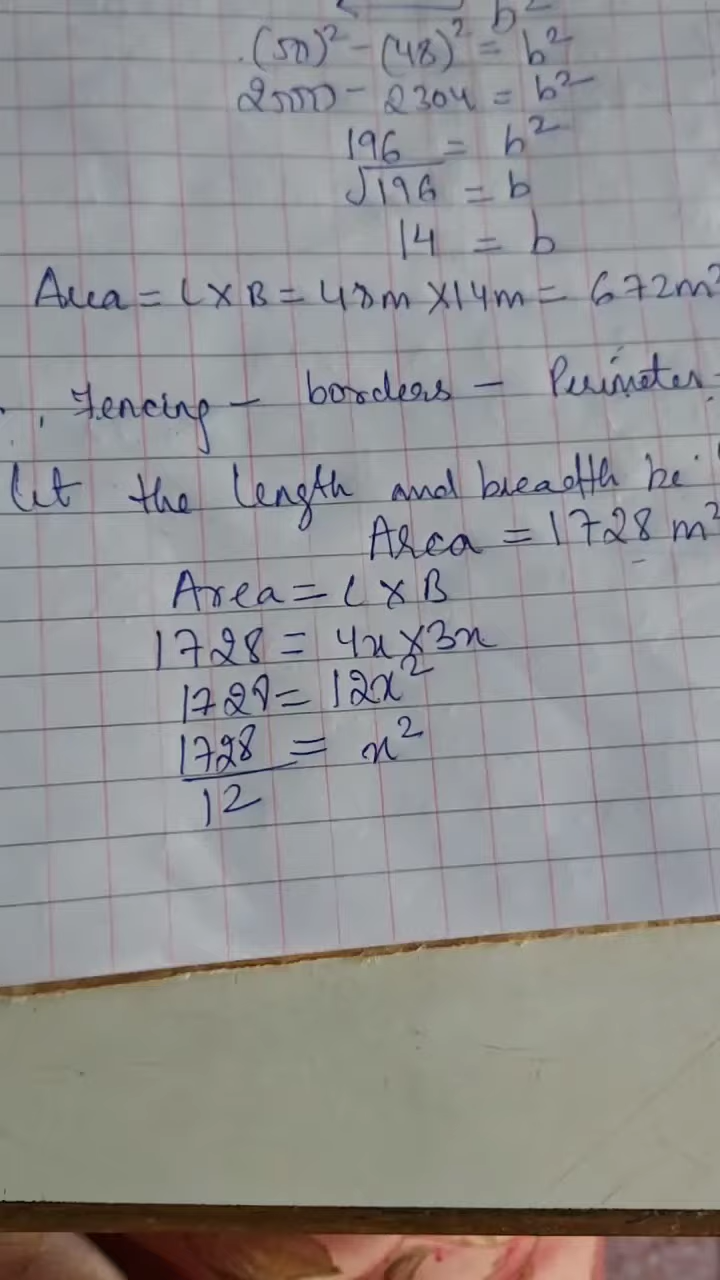 b²
(50)² - (48)² = b²
2500 - 2304 = b²
196 = b²
√196 = b
14 = b
Area = L X B = 48m X 14m = 672m²
Fencing - borders - Perimeter
let the length and breadth be
Area = 1728 m²
Area = L X B
1728 = 4x X 3x
1728 = 12x²
1728 = x²
12